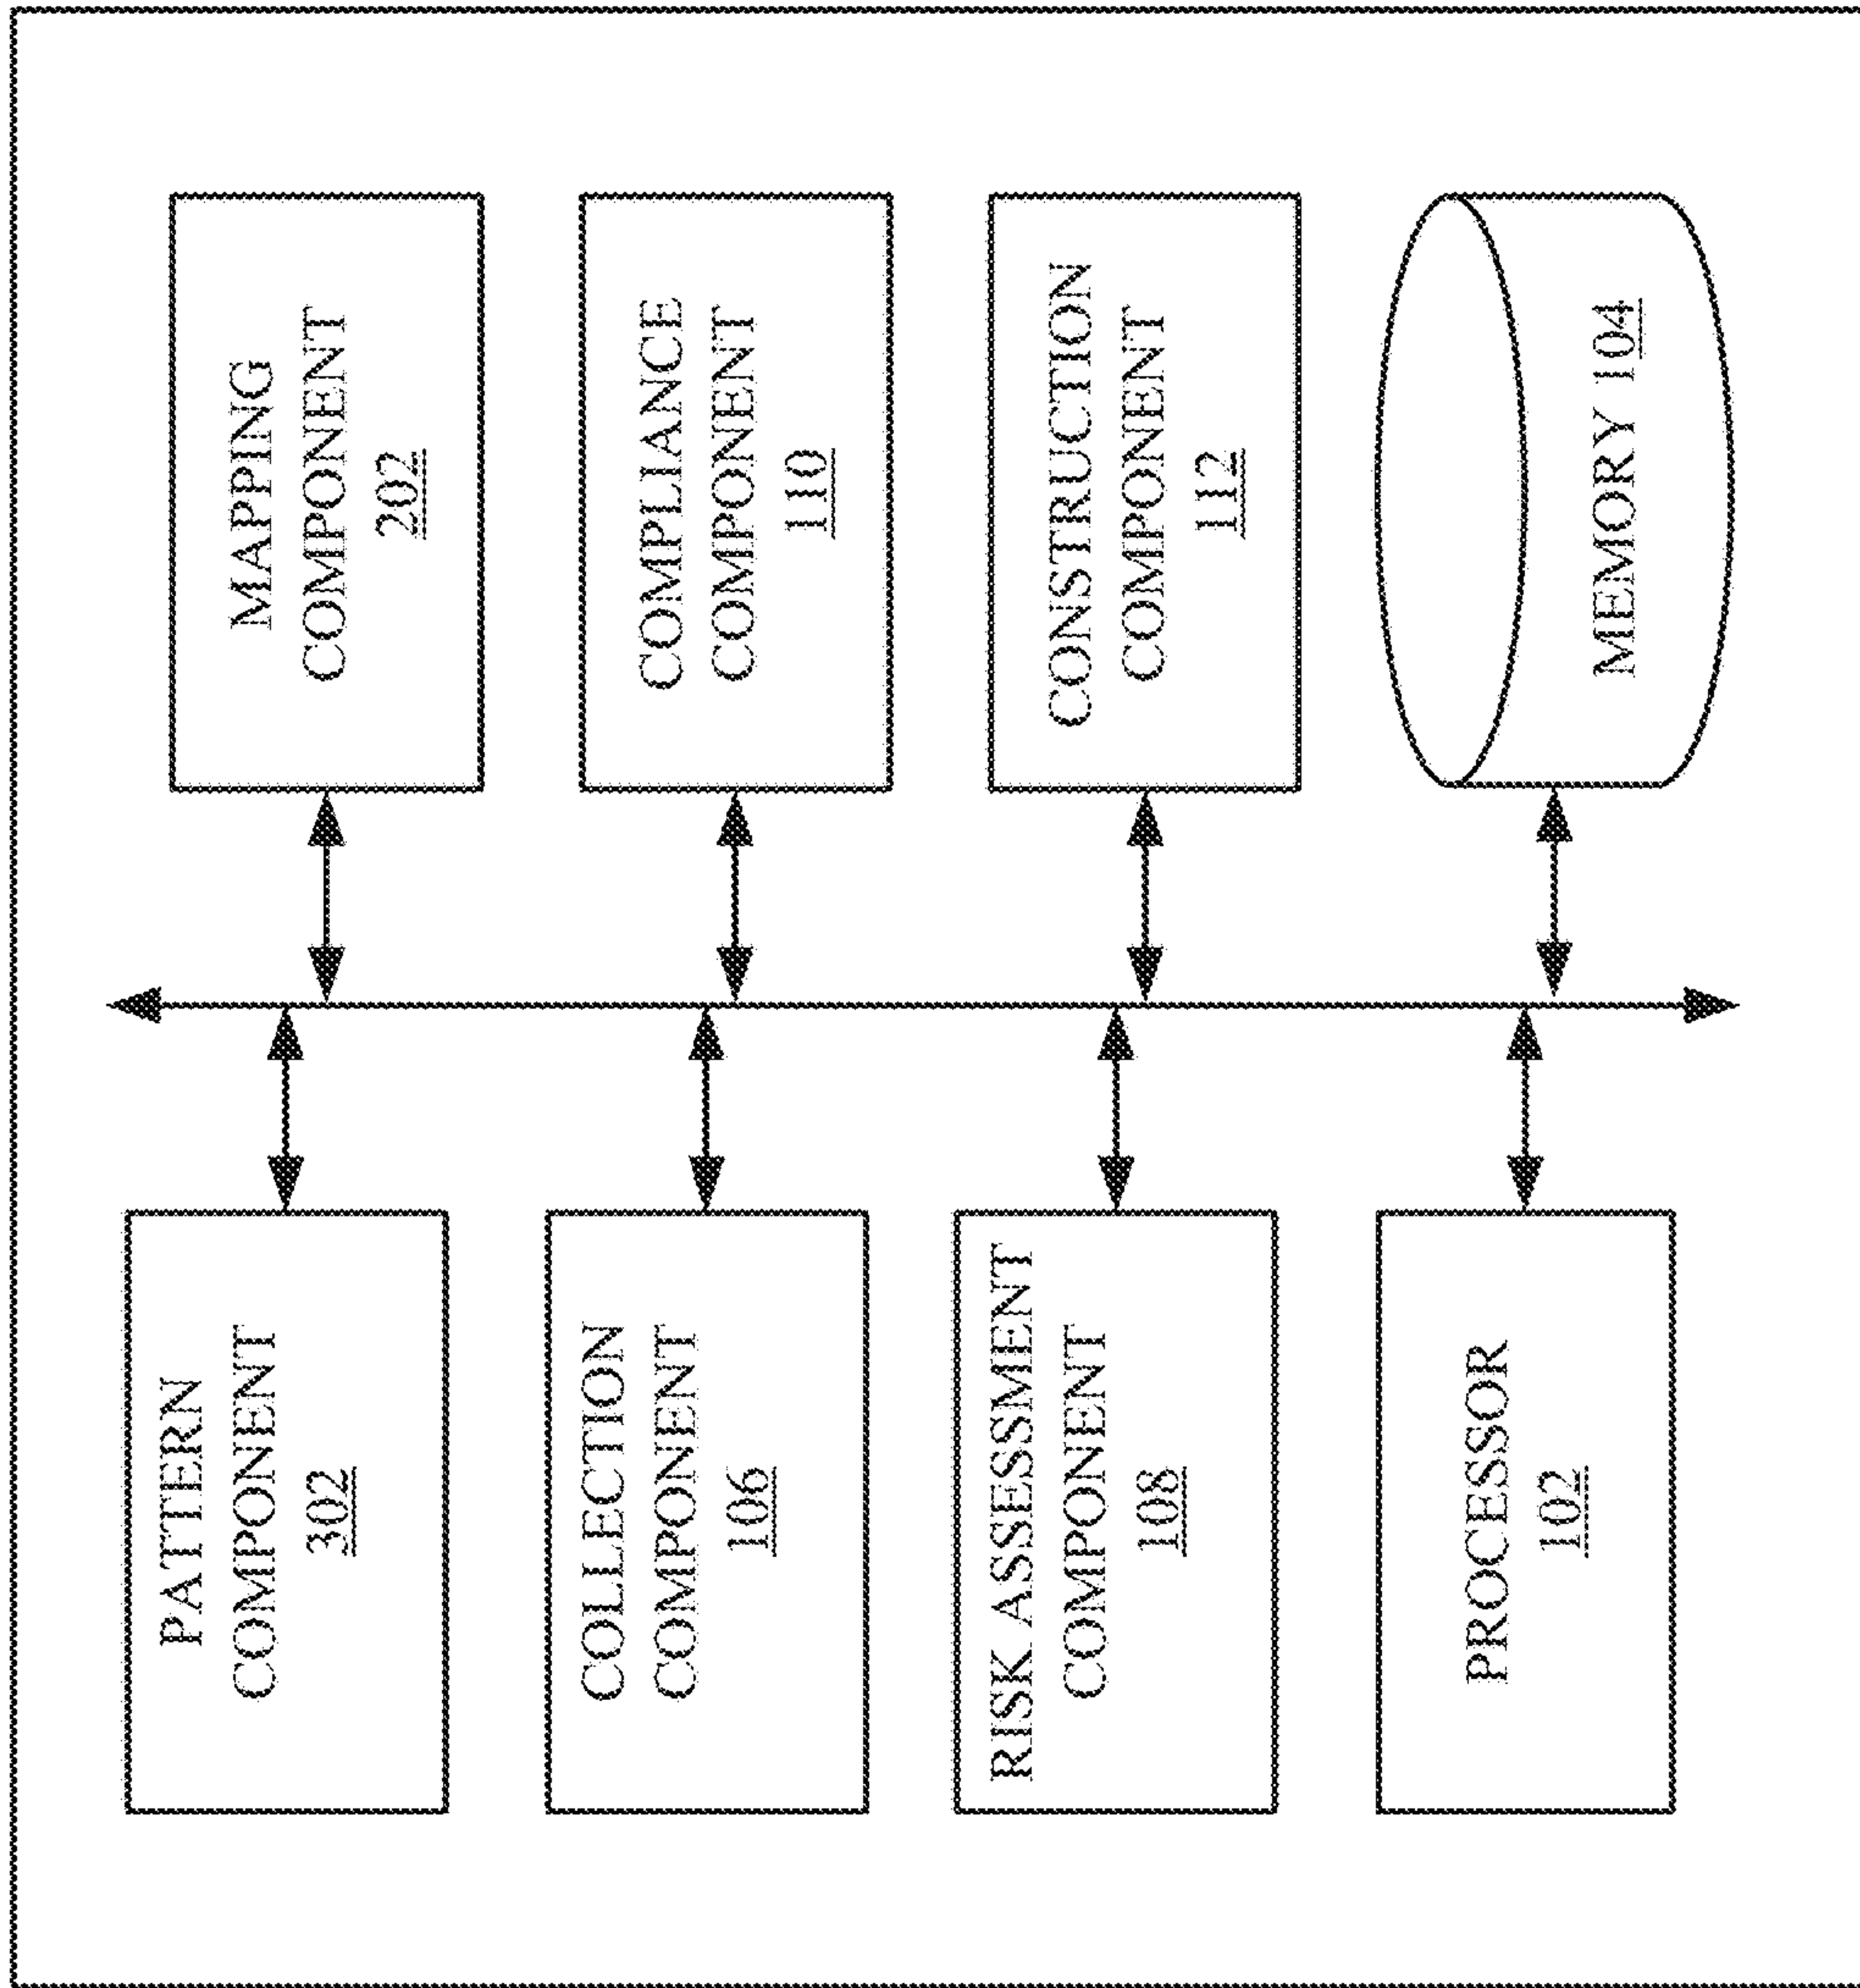 PATTERN
COMPONENT
302
MAPPING
COMPONENT
202
COLLECTION
COMPONENT
106
COMPLIANCE
COMPONENT
110
RISK ASSESSMENT
COMPONENT
108
CONSTRUCTION
COMPONENT
112
PROCESSOR
102
MEMORY 104